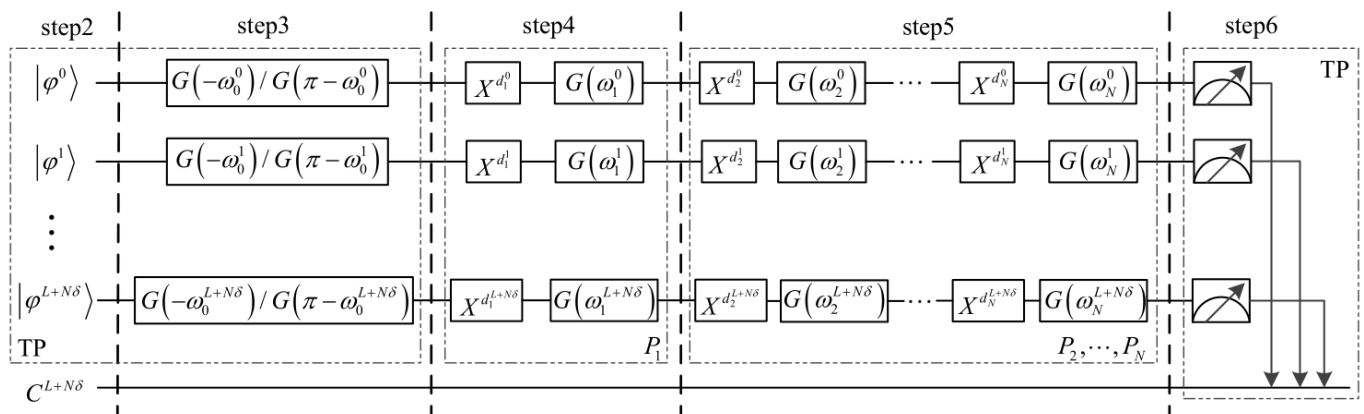 step2 step3 step4 step5 step6
|φ⁰⟩ G(−ω₀⁰)/G(π−ω₀⁰) X^{d₁⁰} G(ω₁⁰) X^{d₂⁰} G(ω₂⁰) ⋯ X^{d_N⁰} G(ω_N⁰) TP
|φ¹⟩ G(−ω₀¹)/G(π−ω₀¹) X^{d₁¹} G(ω₁¹) X^{d₂¹} G(ω₂¹) ⋯ X^{d_N¹} G(ω_N¹)
⋮
|φ^{L+Nδ}⟩ G(−ω₀^{L+Nδ})/G(π−ω₀^{L+Nδ}) X^{d₁^{L+Nδ}} G(ω₁^{L+Nδ}) X^{d₂^{L+Nδ}} G(ω₂^{L+Nδ}) ⋯ X^{d_N^{L+Nδ}} G(ω_N^{L+Nδ})
TP P₁ P₂,⋯,P_N
C^{L+Nδ}